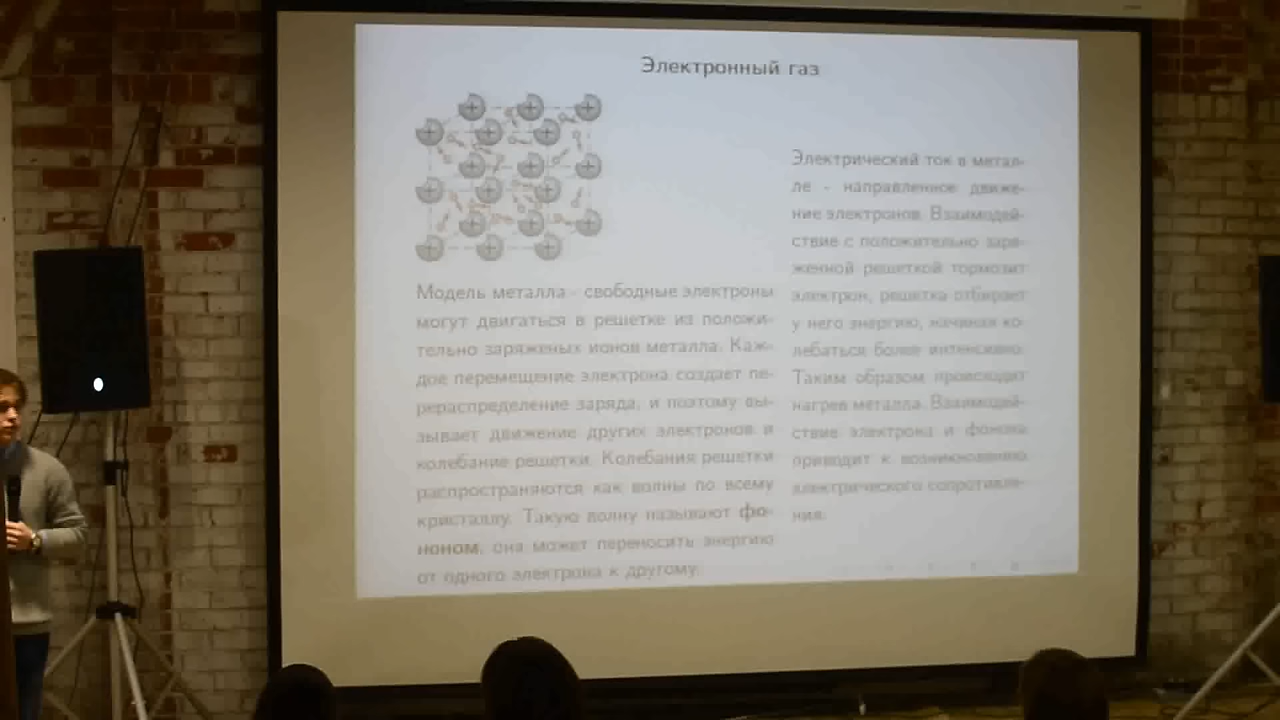 Электронный газ
Модель металла - свободные электроны
могут двигаться в решетке из положи-
тельно заряженых ионов металла. Каж-
дое перемещение электрона создает пе-
рераспределение заряда, и поэтому вы-
зывает движение других электронов и
колебание решетки. Колебания решетки
распространяются как волны по всему
кристаллу. Такую волну называют фо-
ноном, она может переносить энергию
от одного электрона к другому.
Электрический ток в метал-
ле - направленное движе-
ние электронов. Взаимодей-
ствие с положительно заря-
женной решеткой тормозит
электрон, решетка отбирает
у него энергию, начиная ко-
лебаться более интенсивно.
Таким образом происходит
нагрев металла. Взаимодей-
ствие электрона и фонона
приводит к возникновению
электрического сопротивле-
ния.